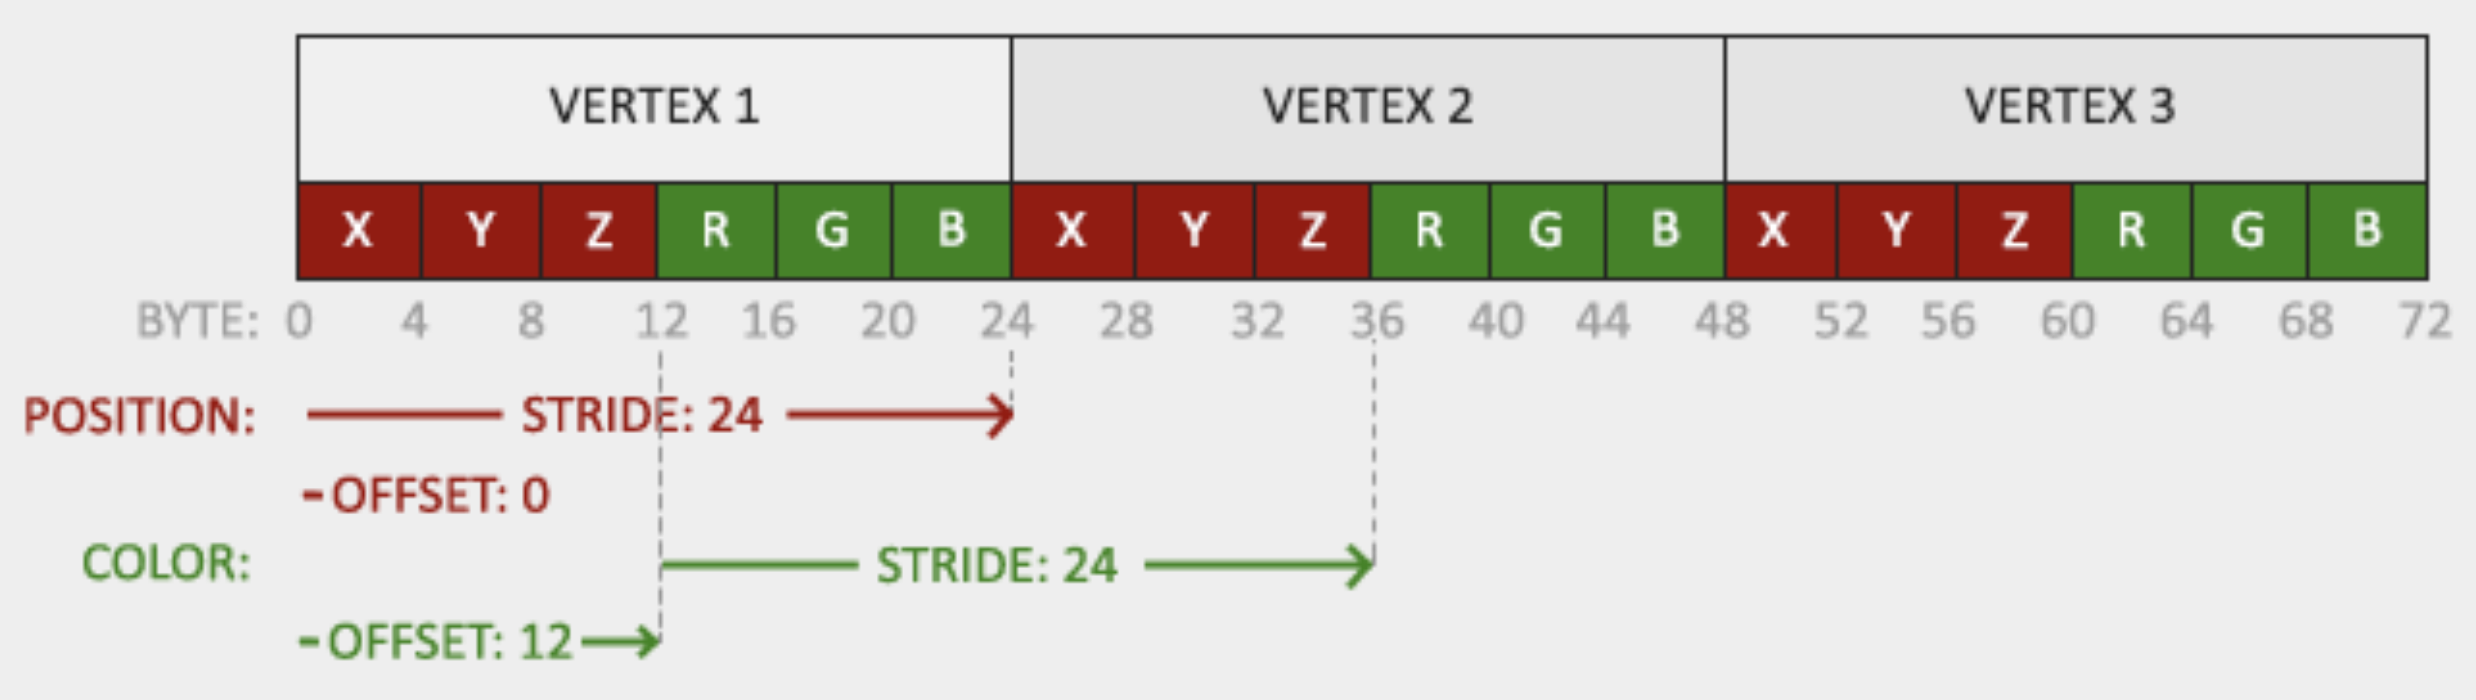 VERTEX 1 VERTEX 2 VERTEX 3
X Y Z R G B X Y Z R G B X Y Z R G B
BYTE: 0 4 8 12 16 20 24 28 32 36 40 44 48 52 56 60 64 68 72
POSITION: STRIDE: 24
-OFFSET: 0
COLOR: STRIDE: 24
-OFFSET: 12